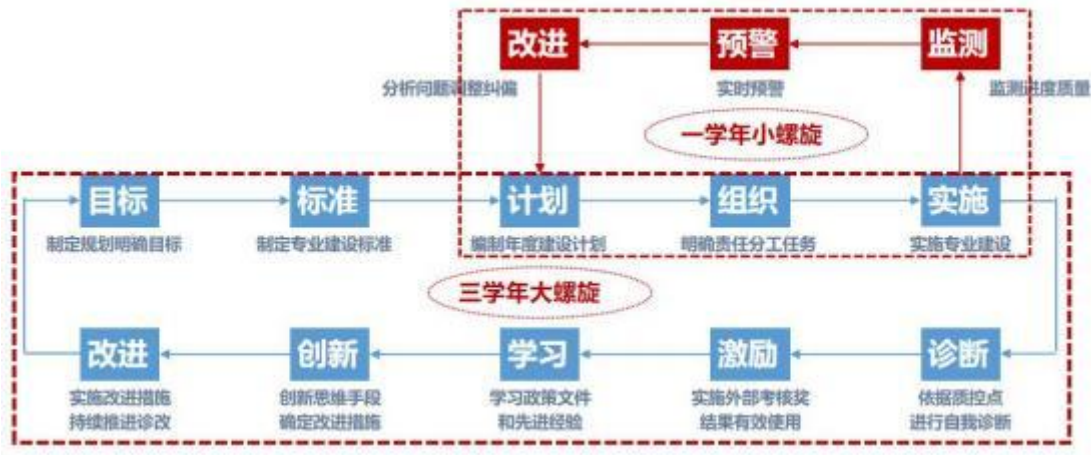 改进
预警
监测
分析问题调整纠偏
实时预警
监测进度质量
一学年小螺旋
目标
标准
计划
组织
实施
制定规划明确目标
制定专业建设标准
编制年度建设计划
明确责任分工任务
实施专业建设
三学年大螺旋
改进
创新
学习
激励
诊断
实施改进措施
持续推进诊改
创新思维手段
确定改进措施
学习政策文件
和先进经验
实施外部考核奖
结果有效使用
依据质控点
进行自我诊断